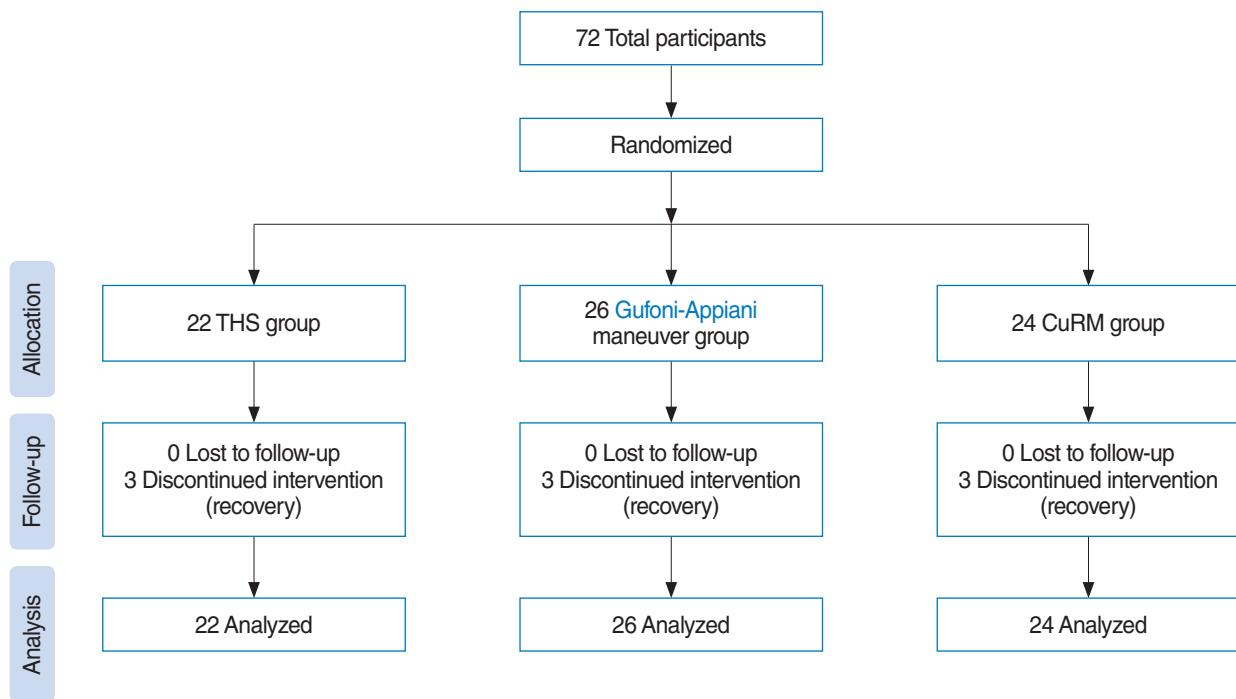 72 Total participants
Randomized
Allocation
22 THS group
26 Gufoni-Appiani
maneuver group
24 CuRM group
Follow-up
0 Lost to follow-up
3 Discontinued intervention
(recovery)
0 Lost to follow-up
3 Discontinued intervention
(recovery)
0 Lost to follow-up
3 Discontinued intervention
(recovery)
Analysis
22 Analyzed
26 Analyzed
24 Analyzed